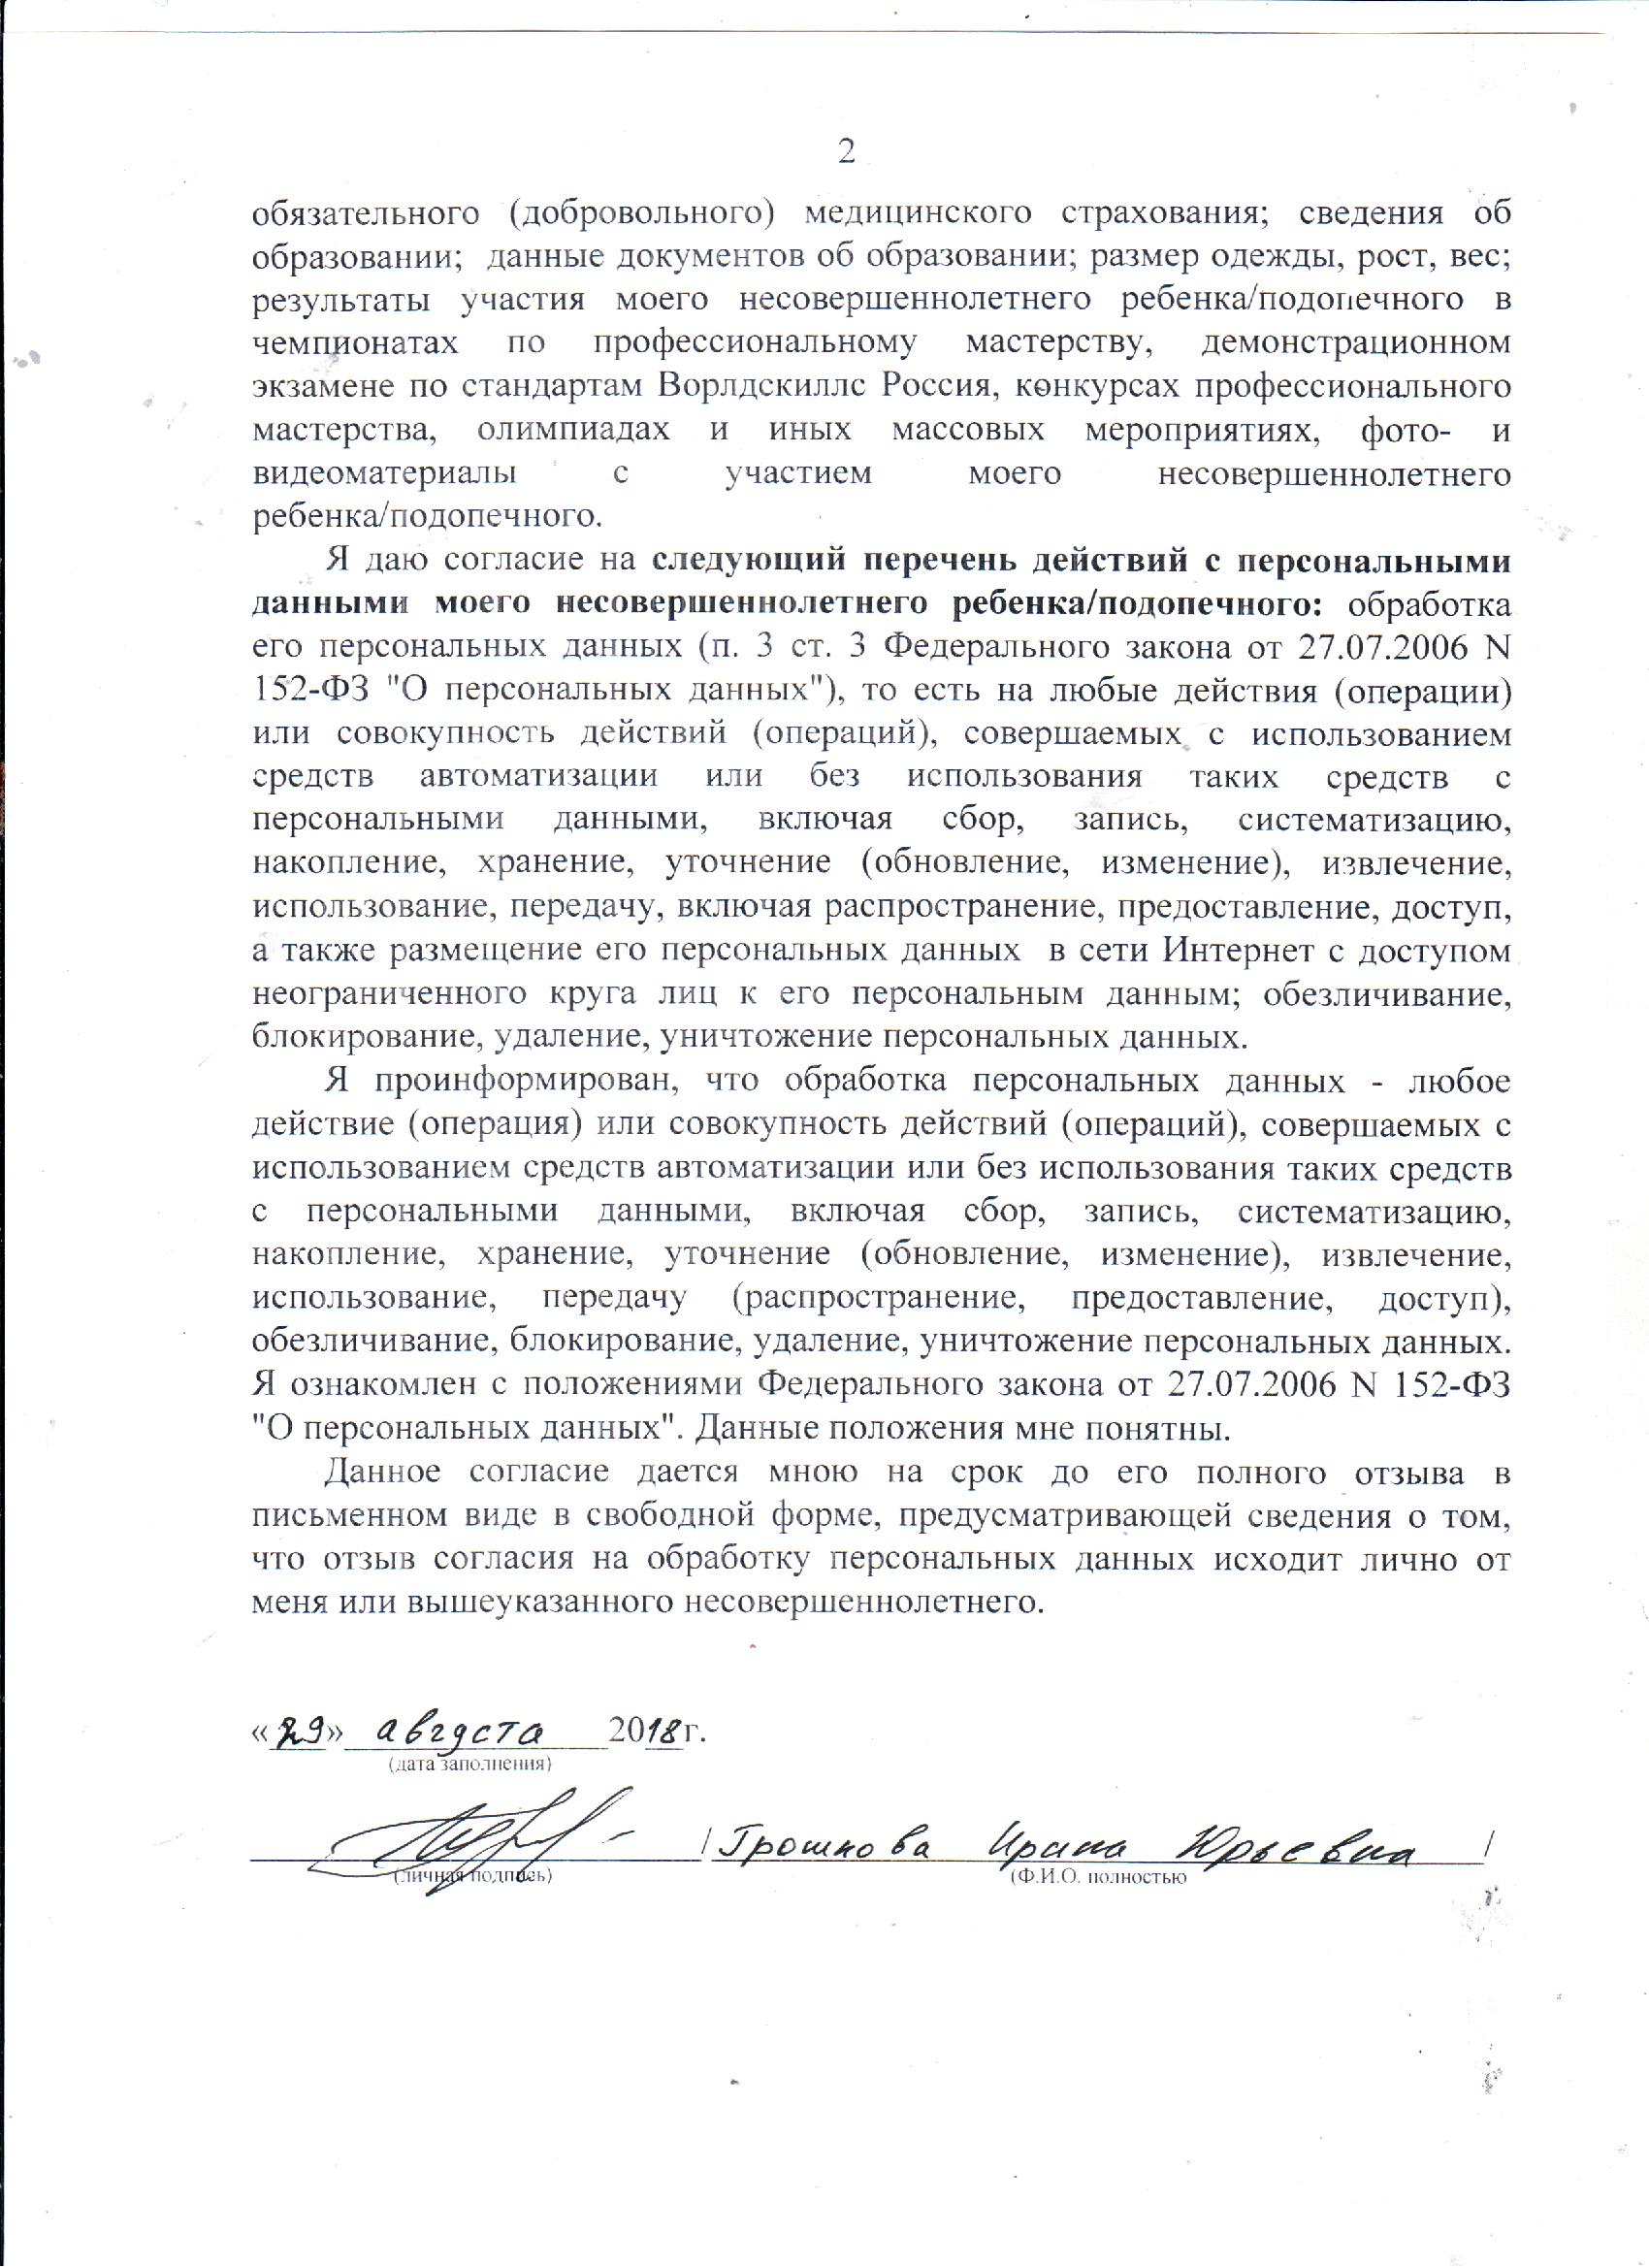 2
обязательного (добровольного) медицинского страхования; сведения об
образовании; данные документов об образовании; размер одежды, рост, вес;
результаты участия моего несовершеннолетнего ребенка/подопечного в
чемпионатах по профессиональному мастерству, демонстрационном
экзамене по стандартам Ворлдскиллс Россия, конкурсах профессионального
мастерства, олимпиадах и иных массовых мероприятиях, фото- и
видеоматериалы с участием моего несовершеннолетнего
ребенка/подопечного.
Я даю согласие на следующий перечень действий с персональными
данными моего несовершеннолетнего ребенка/подопечного: обработка
его персональных данных (п. 3 ст. 3 Федерального закона от 27.07.2006 N
152-ФЗ "О персональных данных"), то есть на любые действия (операции)
или совокупность действий (операций), совершаемых с использованием
средств автоматизации или без использования таких средств с
персональными данными, включая сбор, запись, систематизацию,
накопление, хранение, уточнение (обновление, изменение), извлечение,
использование, передачу, включая распространение, предоставление, доступ,
а также размещение его персональных данных в сети Интернет с доступом
неограниченного круга лиц к его персональным данным; обезличивание,
блокирование, удаление, уничтожение персональных данных.
Я проинформирован, что обработка персональных данных - любое
действие (операция) или совокупность действий (операций), совершаемых с
использованием средств автоматизации или без использования таких средств
с персональными данными, включая сбор, запись, систематизацию,
накопление, хранение, уточнение (обновление, изменение), извлечение,
использование, передачу (распространение, предоставление, доступ),
обезличивание, блокирование, удаление, уничтожение персональных данных.
Я ознакомлен с положениями Федерального закона от 27.07.2006 N 152-ФЗ
"О персональных данных". Данные положения мне понятны.
Данное согласие дается мною на срок до его полного отзыва в
письменном виде в свободной форме, предусматривающей сведения о том,
что отзыв согласия на обработку персональных данных исходит лично от
меня или вышеуказанного несовершеннолетнего.
«29» августа 2018г.
(дата заполнения)
/ Грошкова Ирина Юрьевна /
(личная подпись) (Ф.И.О. полностью